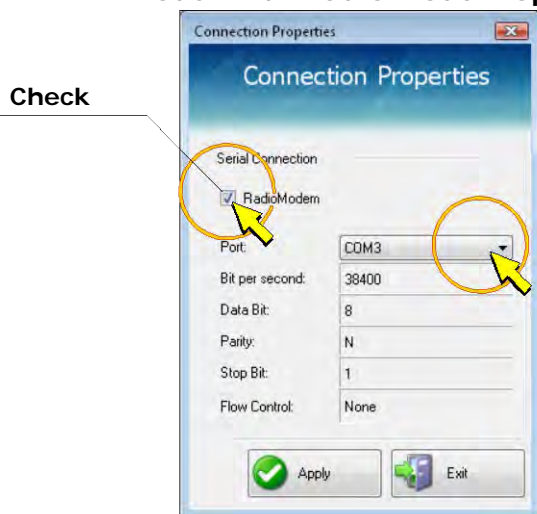 Connection Properties
Connection Properties
Check
Serial Connection
RadioModem
Port: COM3
Bit per second: 38400
Data Bit: 8
Parity: N
Stop Bit: 1
Flow Control: None
Apply Exit